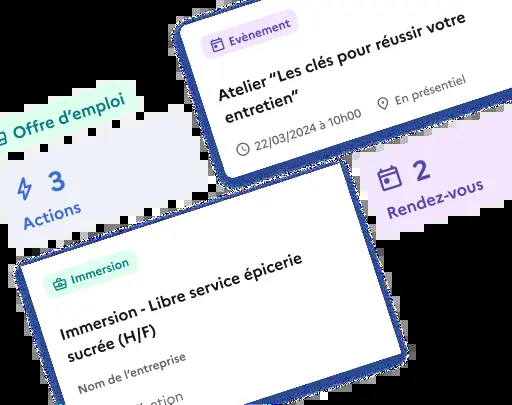 Evènement
Atelier “Les clés pour réussir votre
entretien”
22/03/2024 à 10h00
En présentiel
Offre d'emploi
3
Actions
2
Rendez-vous
Immersion
Immersion - Libre service épicerie
sucrée (H/F)
Nom de l'entreprise